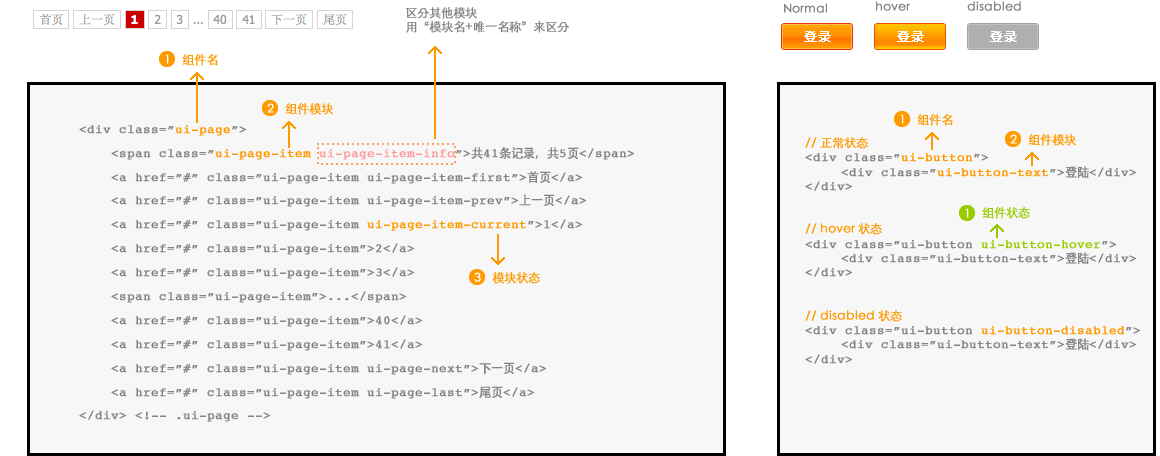 首页 上一页 1 2 3 ... 40 41 下一页 尾页
区分其他模块
用“模块名+唯一名称”来区分
1 组件名
2 组件模块
<div class="ui-page">
<span class="ui-page-item ui-page-item-info">共41条记录, 共5页</span>
<a href="#" class="ui-page-item ui-page-item-first">首页</a>
<a href="#" class="ui-page-item ui-page-item-prev">上一页</a>
<a href="#" class="ui-page-item ui-page-item-current">1</a>
<a href="#" class="ui-page-item">2</a>
<a href="#" class="ui-page-item">3</a>
3 模块状态
<span class="ui-page-item">...</span>
<a href="#" class="ui-page-item">40</a>
<a href="#" class="ui-page-item">41</a>
<a href="#" class="ui-page-item ui-page-next">下一页</a>
<a href="#" class="ui-page-item ui-page-last">尾页</a>
</div> <!-- .ui-page -->
Normal hover disabled
登录 登录 登录
1 组件名
2 组件模块
// 正常状态
<div class="ui-button">
<div class="ui-button-text">登陆</div>
</div>
1 组件状态
// hover 状态
<div class="ui-button ui-button-hover">
<div class="ui-button-text">登陆</div>
</div>
// disabled 状态
<div class="ui-button ui-button-disabled">
<div class="ui-button-text">登陆</div>
</div>